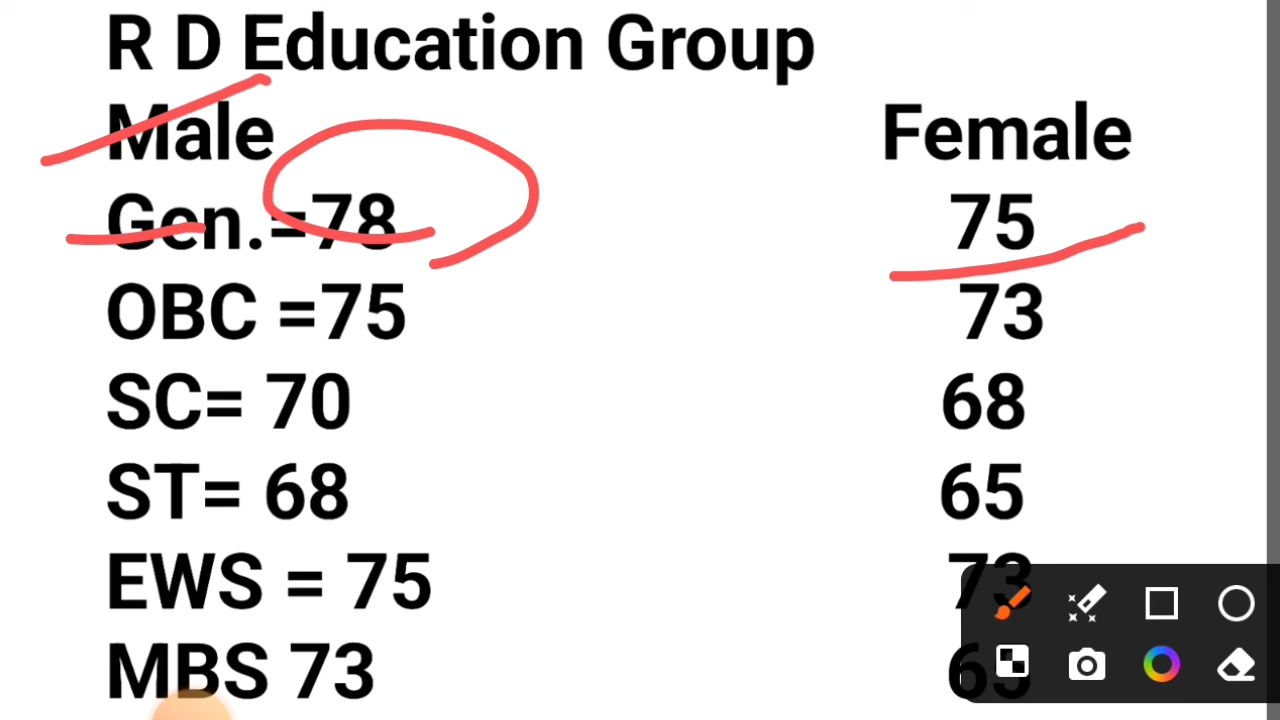 R D Education Group
Male Female
Gen.=78 75
OBC =75 73
SC= 70 68
ST= 68 65
EWS = 75 73
MBS 73 65